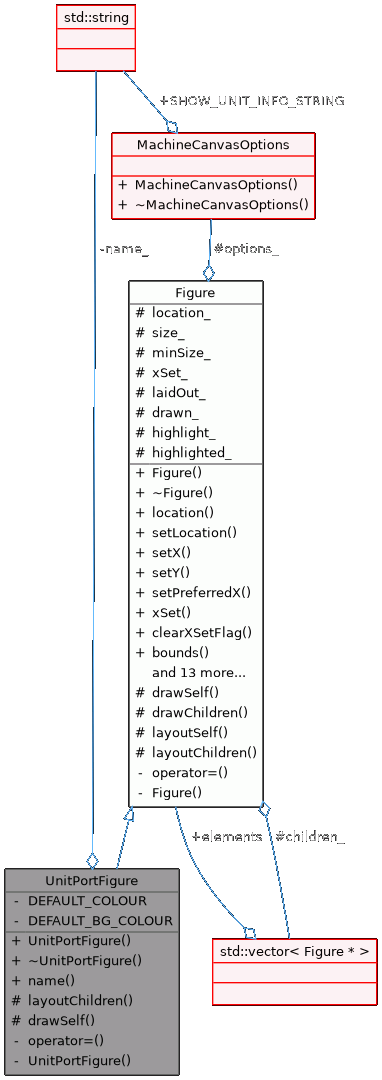 std::string
+SHOW_UNIT_INFO_STRING
MachineCanvasOptions
+ MachineCanvasOptions()
+ ~MachineCanvasOptions()
-name_
#options_
Figure
# location_
# size_
# minSize_
# xSet_
# laidOut_
# drawn_
# highlight_
# highlighted_
+ Figure()
+ ~Figure()
+ location()
+ setLocation()
+ setX()
+ setY()
+ setPreferredX()
+ xSet()
+ clearXSetFlag()
+ bounds()
and 13 more...
# drawSelf()
# drawChildren()
# layoutSelf()
# layoutChildren()
- operator=()
- Figure()
+elements
#children_
UnitPortFigure
- DEFAULT_COLOUR
- DEFAULT_BG_COLOUR
+ UnitPortFigure()
+ ~UnitPortFigure()
+ name()
# layoutChildren()
# drawSelf()
- operator=()
- UnitPortFigure()
std::vector< Figure * >